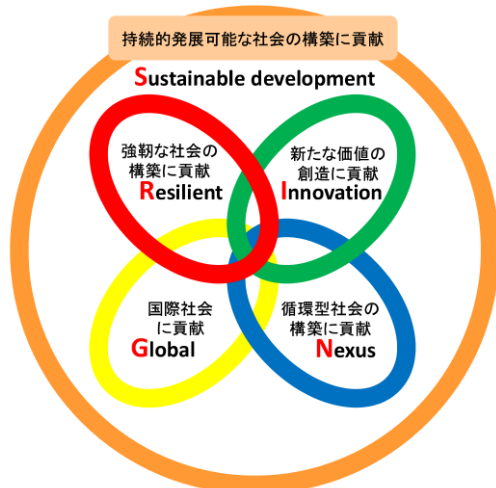 持続的発展可能な社会の構築に貢献
Sustainable development
強靭な社会の
構築に貢献
Resilient
新たな価値の
創造に貢献
Innovation
国際社会
に貢献
Global
循環型社会の
構築に貢献
Nexus